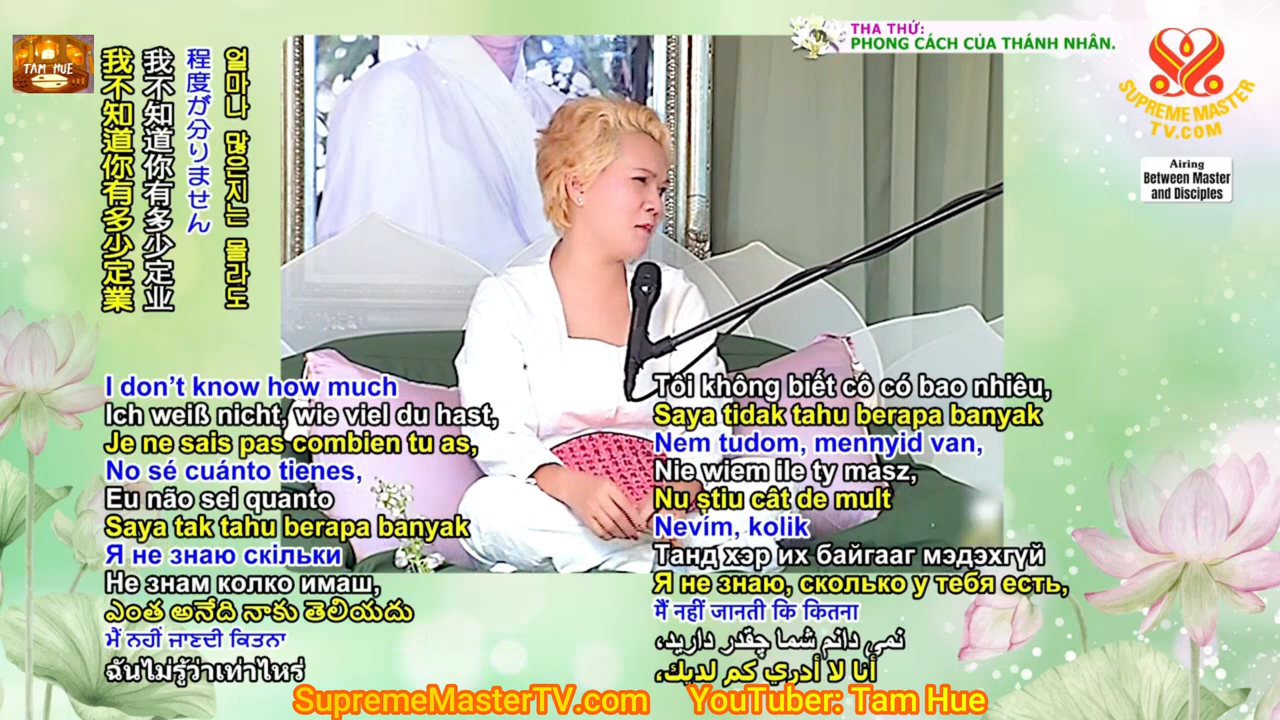 TAM HUE
THA THỨ:
PHONG CÁCH CỦA THÁNH NHÂN.
SUPREME MASTER
TV.COM
Airing
Between Master
and Disciples
얼마나 많은지는 몰라도
程度が分りません
我不知道你有多少定业
我不知道你有多少定業
I don’t know how much
Ich weiß nicht, wie viel du hast,
Je ne sais pas combien tu as,
No sé cuánto tienes,
Eu não sei quanto
Saya tak tahu berapa banyak
Я не знаю скільки
Не знам колко имаш,
ఎంత అనేది నాకు తెలియదు
ਮੈਂ ਨਹੀਂ ਜਾਣਦੀ ਕਿ ਕਿਤਨਾ
ฉันไม่รู้ว่าเท่าไหร่
Tôi không biết cô có bao nhiêu,
Saya tidak tahu berapa banyak
Nem tudom, mennyid van,
Nie wiem ile ty masz,
Nu știu cât de mult
Nevím, kolik
Танд хэр их байгааг мэдэхгүй
Я не знаю, сколько у тебя есть,
मैं नहीं जानती कि कितना
نمی دانم شما چقدر دارید،
أنا لا أدري كم لديك،
SupremeMasterTV.com YouTuber: Tam Hue